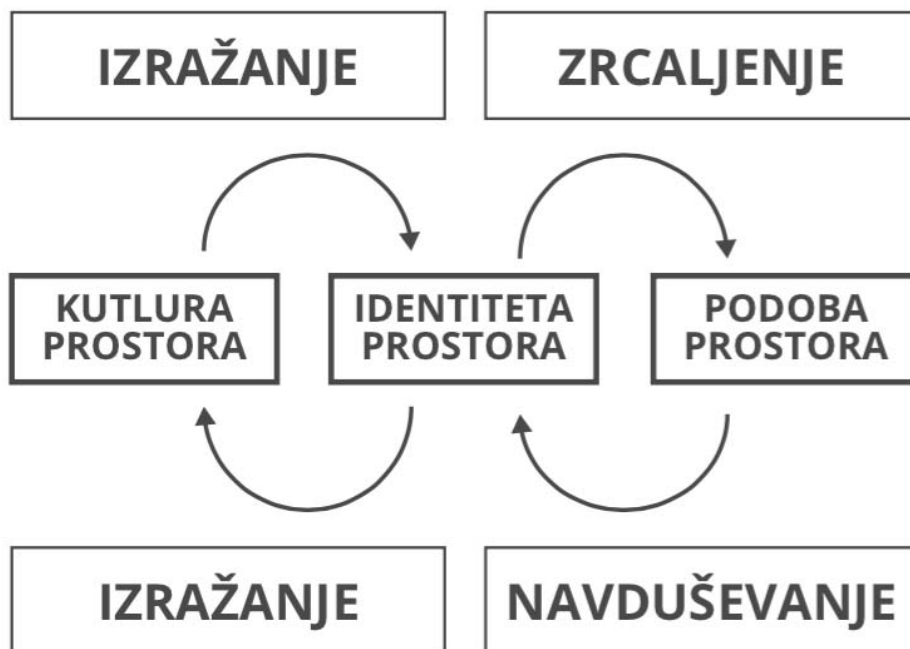 IZRAŽANJE
ZRCALJENJE
KUTLURA
PROSTORA
IDENTITETA
PROSTORA
PODOBA
PROSTORA
IZRAŽANJE
NAVDUŠEVANJE